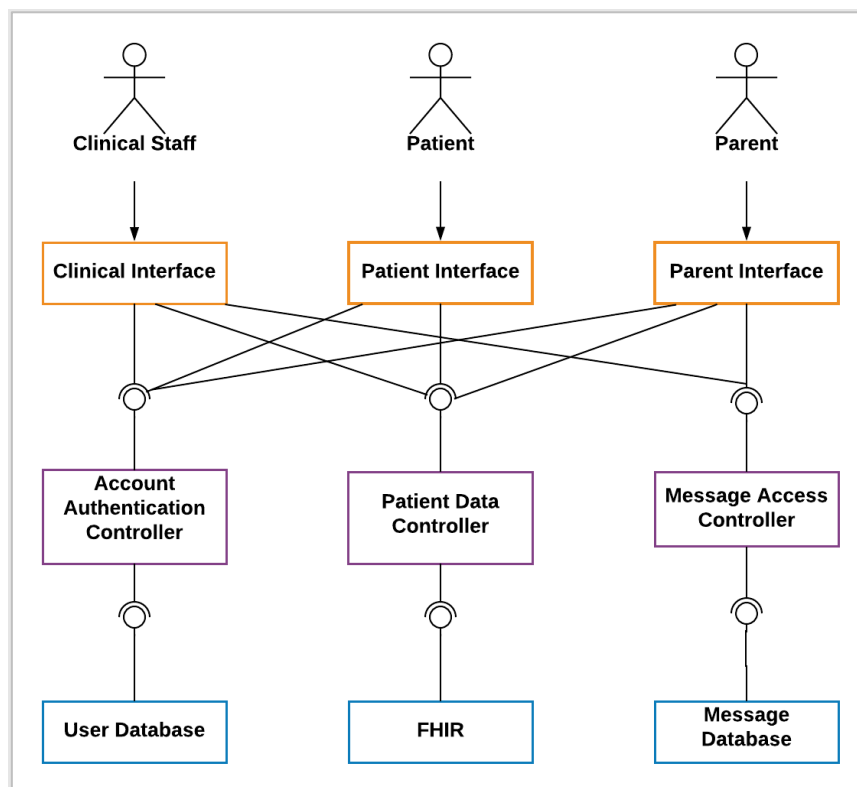 Clinical Staff
Patient
Parent
Clinical Interface
Patient Interface
Parent Interface
Account
Authentication
Controller
Patient Data
Controller
Message Access
Controller
User Database
FHIR
Message
Database